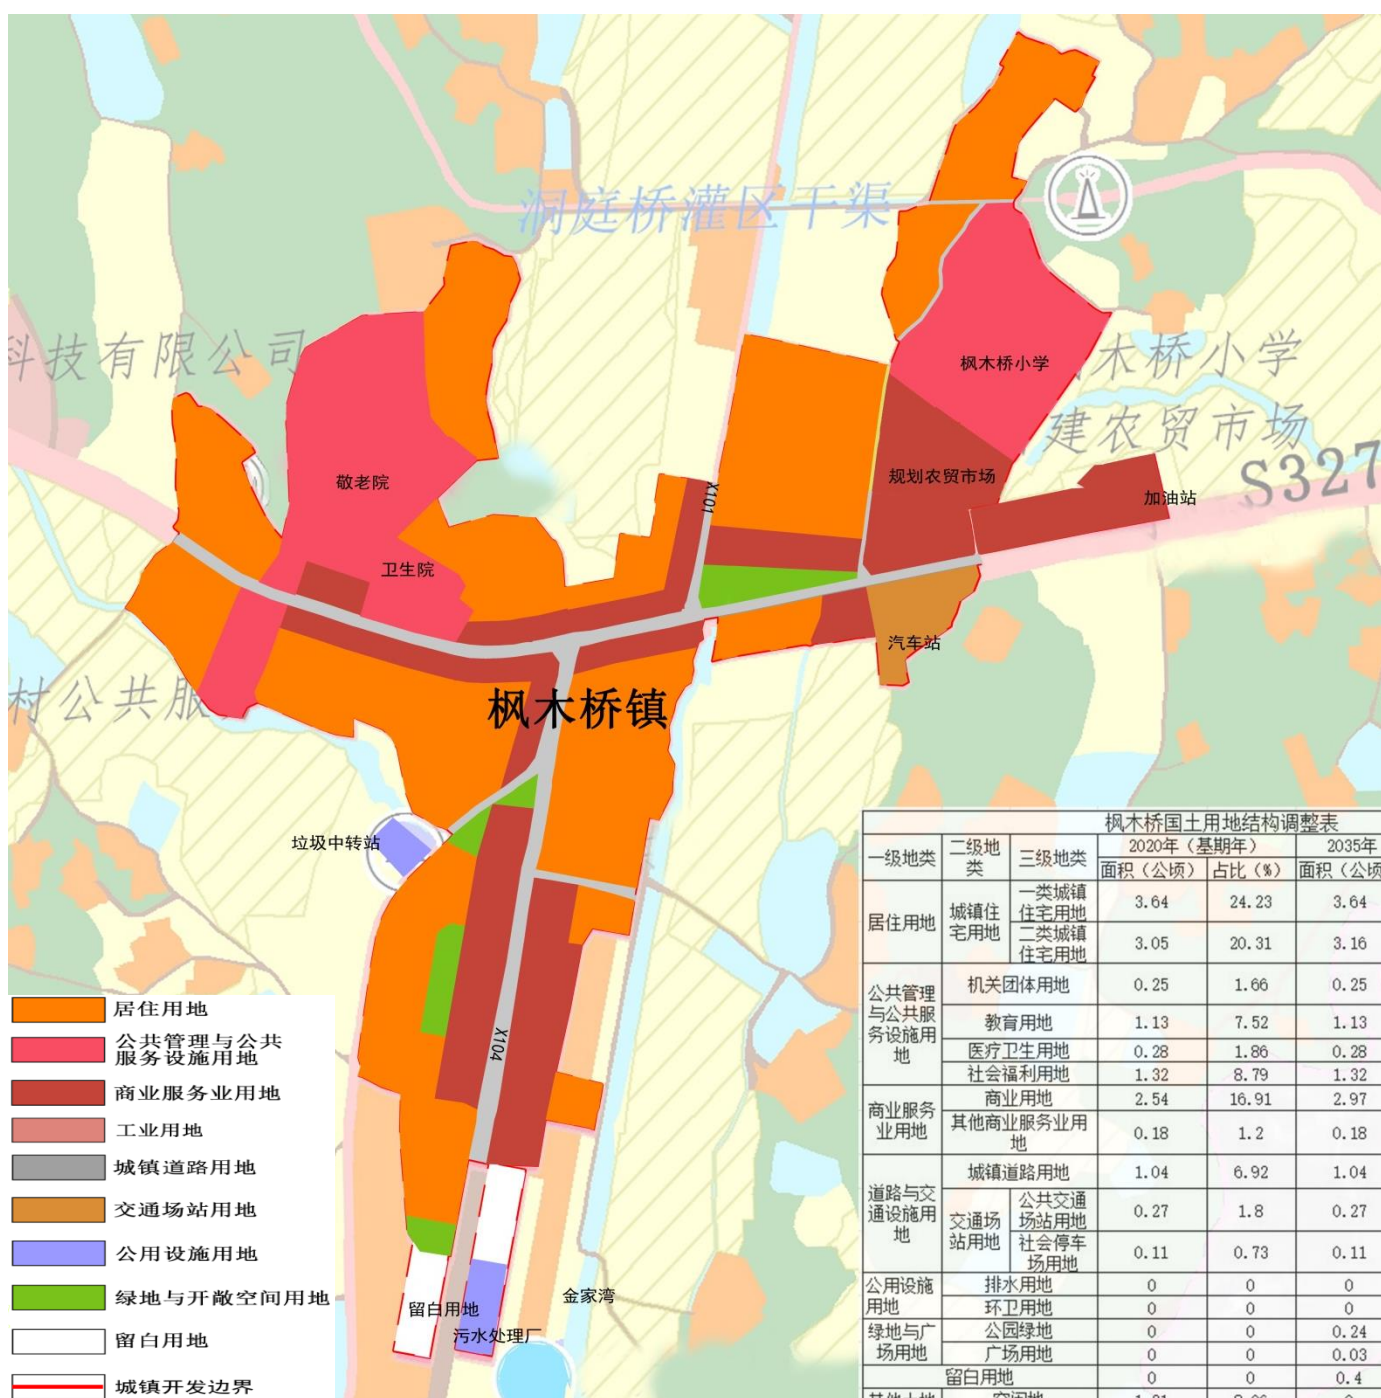 洞庭桥灌区干渠
科技有限公司
枫木桥小学
木桥小学
建农贸市场
规划农贸市场
S327
加油站
X101
敬老院
卫生院
汽车站
村公共服
枫木桥镇
垃圾中转站
X104
金家湾
留白用地
污水处理厂
居住用地
公共管理与公共
服务设施用地
商业服务业用地
工业用地
城镇道路用地
交通场站用地
公用设施用地
绿地与开敞空间用地
留白用地
城镇开发边界
枫木桥国土用地结构调整表
一级地类 二级地类 三级地类 2020年（基期年） 2035年
面积（公顷） 占比（%） 面积（公顷
居住用地 城镇住宅用地 一类城镇住宅用地 3.64 24.23 3.64
二类城镇住宅用地 3.05 20.31 3.16
公共管理与公共服务设施用地 机关团体用地 0.25 1.66 0.25
教育用地 1.13 7.52 1.13
医疗卫生用地 0.28 1.86 0.28
社会福利用地 1.32 8.79 1.32
商业服务业用地 商业用地 2.54 16.91 2.97
其他商业服务业用地 0.18 1.2 0.18
道路与交通设施用地 城镇道路用地 1.04 6.92 1.04
交通场站用地 公共交通场站用地 0.27 1.8 0.27
社会停车场用地 0.11 0.73 0.11
公用设施用地 排水用地 0 0 0
环卫用地 0 0 0
绿地与广场用地 公园绿地 0 0 0.24
广场用地 0 0 0.03
留白用地 0 0 0.4